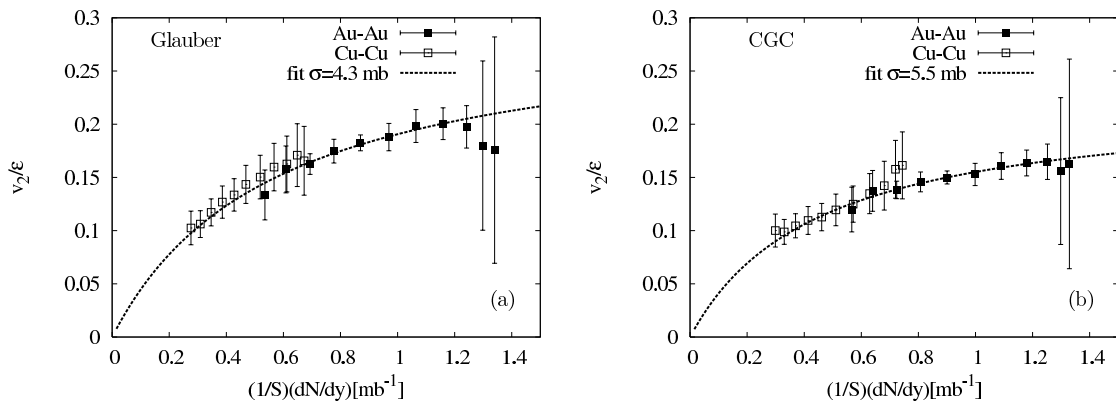 Glauber
Au-Au
Cu-Cu
fit σ=4.3 mb
0.3
0.25
0.2
0.15
0.1
0.05
0
v₂/ε
(a)
0 0.2 0.4 0.6 0.8 1 1.2 1.4
(1/S)(dN/dy)[mb⁻¹]
CGC
Au-Au
Cu-Cu
fit σ=5.5 mb
0.3
0.25
0.2
0.15
0.1
0.05
0
v₂/ε
(b)
0 0.2 0.4 0.6 0.8 1 1.2 1.4
(1/S)(dN/dy)[mb⁻¹]